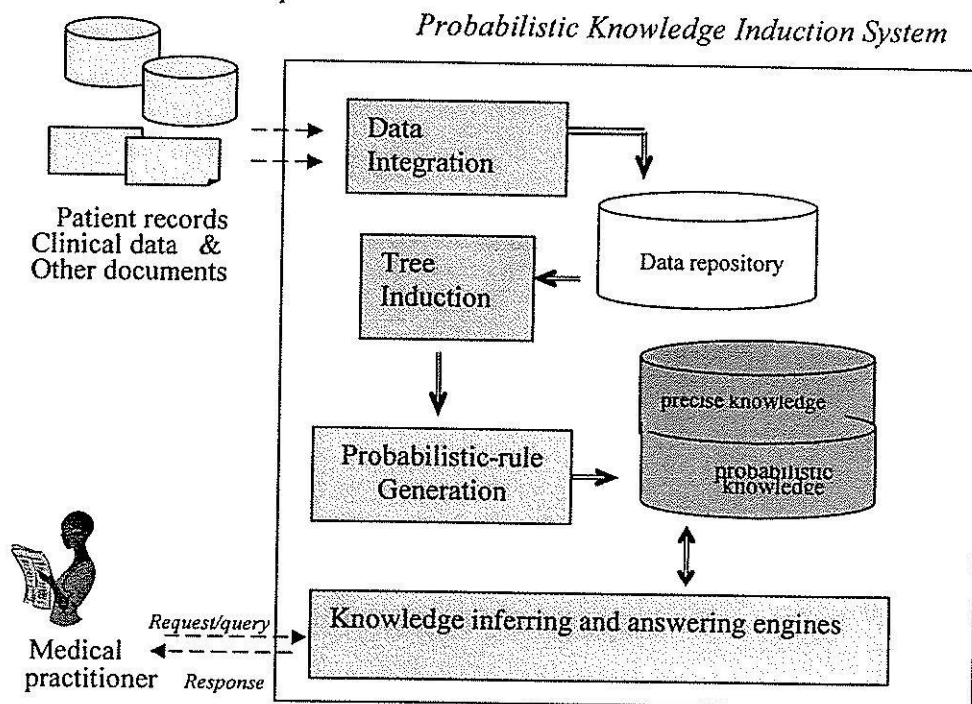 Probabilistic Knowledge Induction System
Data
Integration
Patient records
Clinical data &
Other documents
Data repository
Tree
Induction
precise knowledge
probabilistic
knowledge
Probabilistic-rule
Generation
Request/query
Knowledge inferring and answering engines
Medical
practitioner
Response